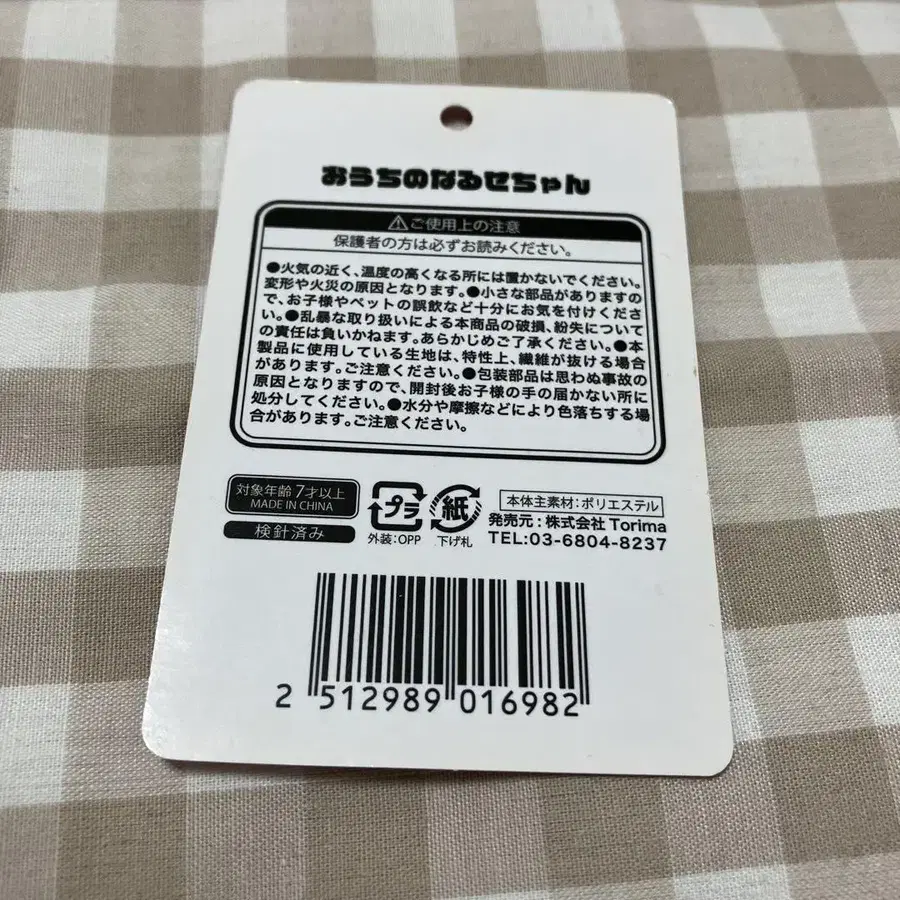 おうちのなるせちゃん
⚠ご使用上の注意
保護者の方は必ずお読みください。
●火気の近く、温度の高くなる所には置かないでください。
変形や火災の原因となります。●小さな部品がありますの
で、お子様やペットの誤飲など十分にお気を付けくださ
い。●乱暴な取り扱いによる本商品の破損、紛失について
の責任は負いかねます。あらかじめご了承ください。●本
製品に使用している生地は、特性上、繊維が抜ける場合
があります。ご注意ください。●包装部品は思わぬ事故の
原因となりますので、開封後お子様の手の届かない所に
処分してください。●水分や摩擦などにより色落ちする場
合があります。ご注意ください。
対象年齢7才以上
MADE IN CHINA
検針済み
プラ
外装:OPP
紙
下げ札
本体主素材:ポリエステル
発売元:株式会社 Torima
TEL:03-6804-8237
2 512989 016982